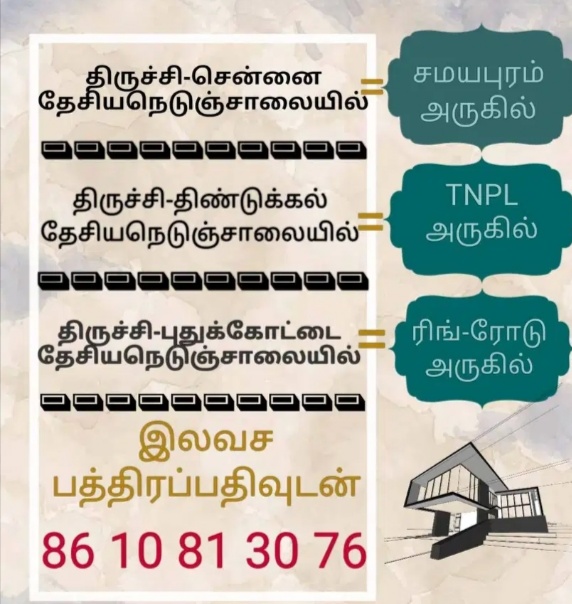 திருச்சி-சென்னை
தேசியநெடுஞ்சாலையில்
=
சமயபுரம்
அருகில்
திருச்சி-திண்டுக்கல்
தேசியநெடுஞ்சாலையில்
=
TNPL
அருகில்
திருச்சி-புதுக்கோட்டை
தேசியநெடுஞ்சாலையில்
=
ரிங்-ரோடு
அருகில்
இலவச
பத்திரப்பதிவுடன்
86 10 81 30 76